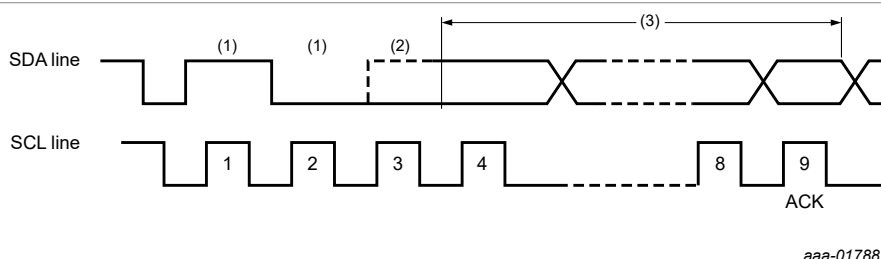 (3)
(1) (1) (2)
SDA line
SCL line
1 2 3 4 8 9
ACK
aaa-01788